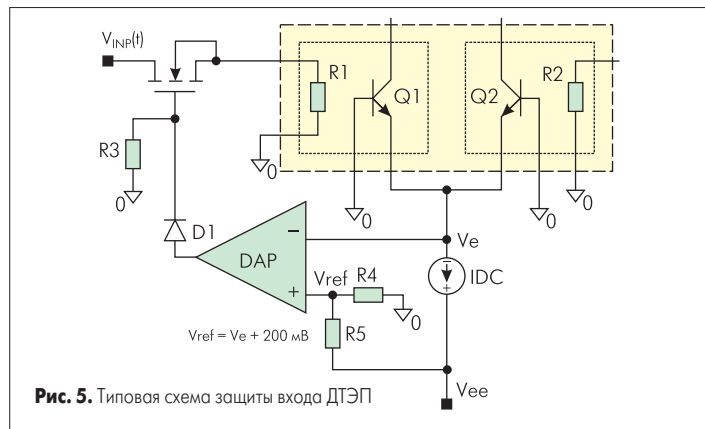 V_INP(t)
R1
R2
Q1
Q2
R3
0
0
0
0
D1
Ve
DAP
−
+
Vref
R4
−
+
IDC
0
R5
Vref = Ve + 200 мВ
Vee
Рис. 5. Типовая схема защиты входа ДТЭП